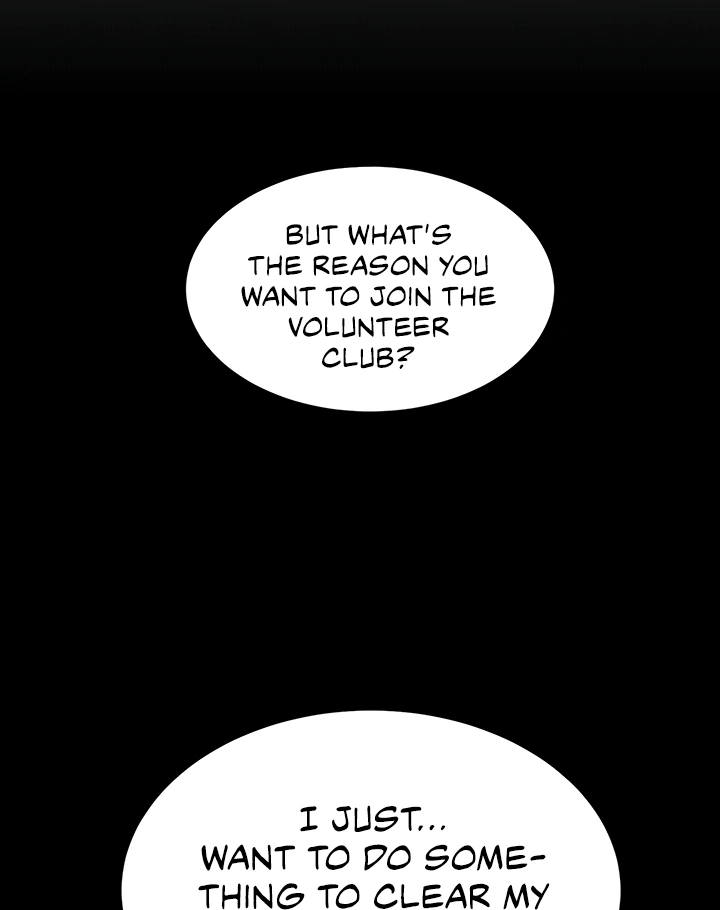 BUT WHAT'S
THE REASON YOU
WANT TO JOIN THE
VOLUNTEER
CLUB?
I JUST...
WANT TO DO SOME-
THING TO CLEAR MY